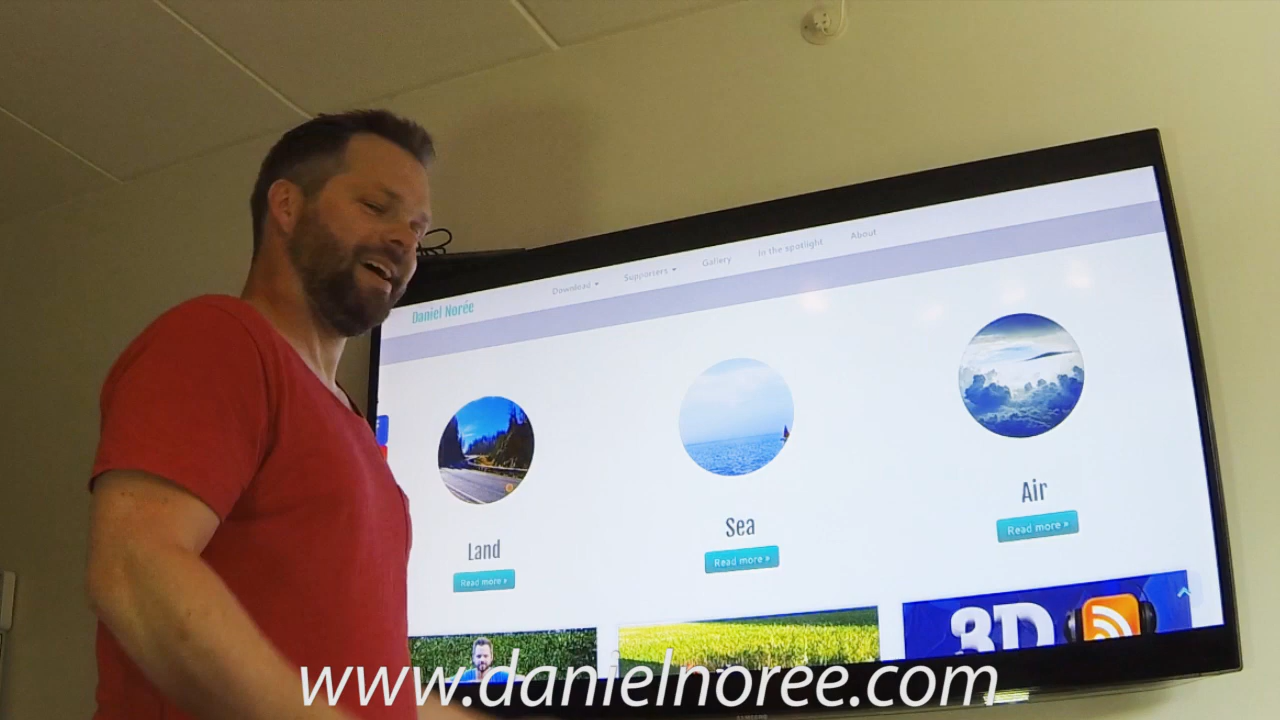 Daniel Norée
Download Supporters Gallery In the spotlight About
Land
Read more »
Sea
Read more »
Air
Read more »
3D
www.danielnoree.com
SAMSUNG